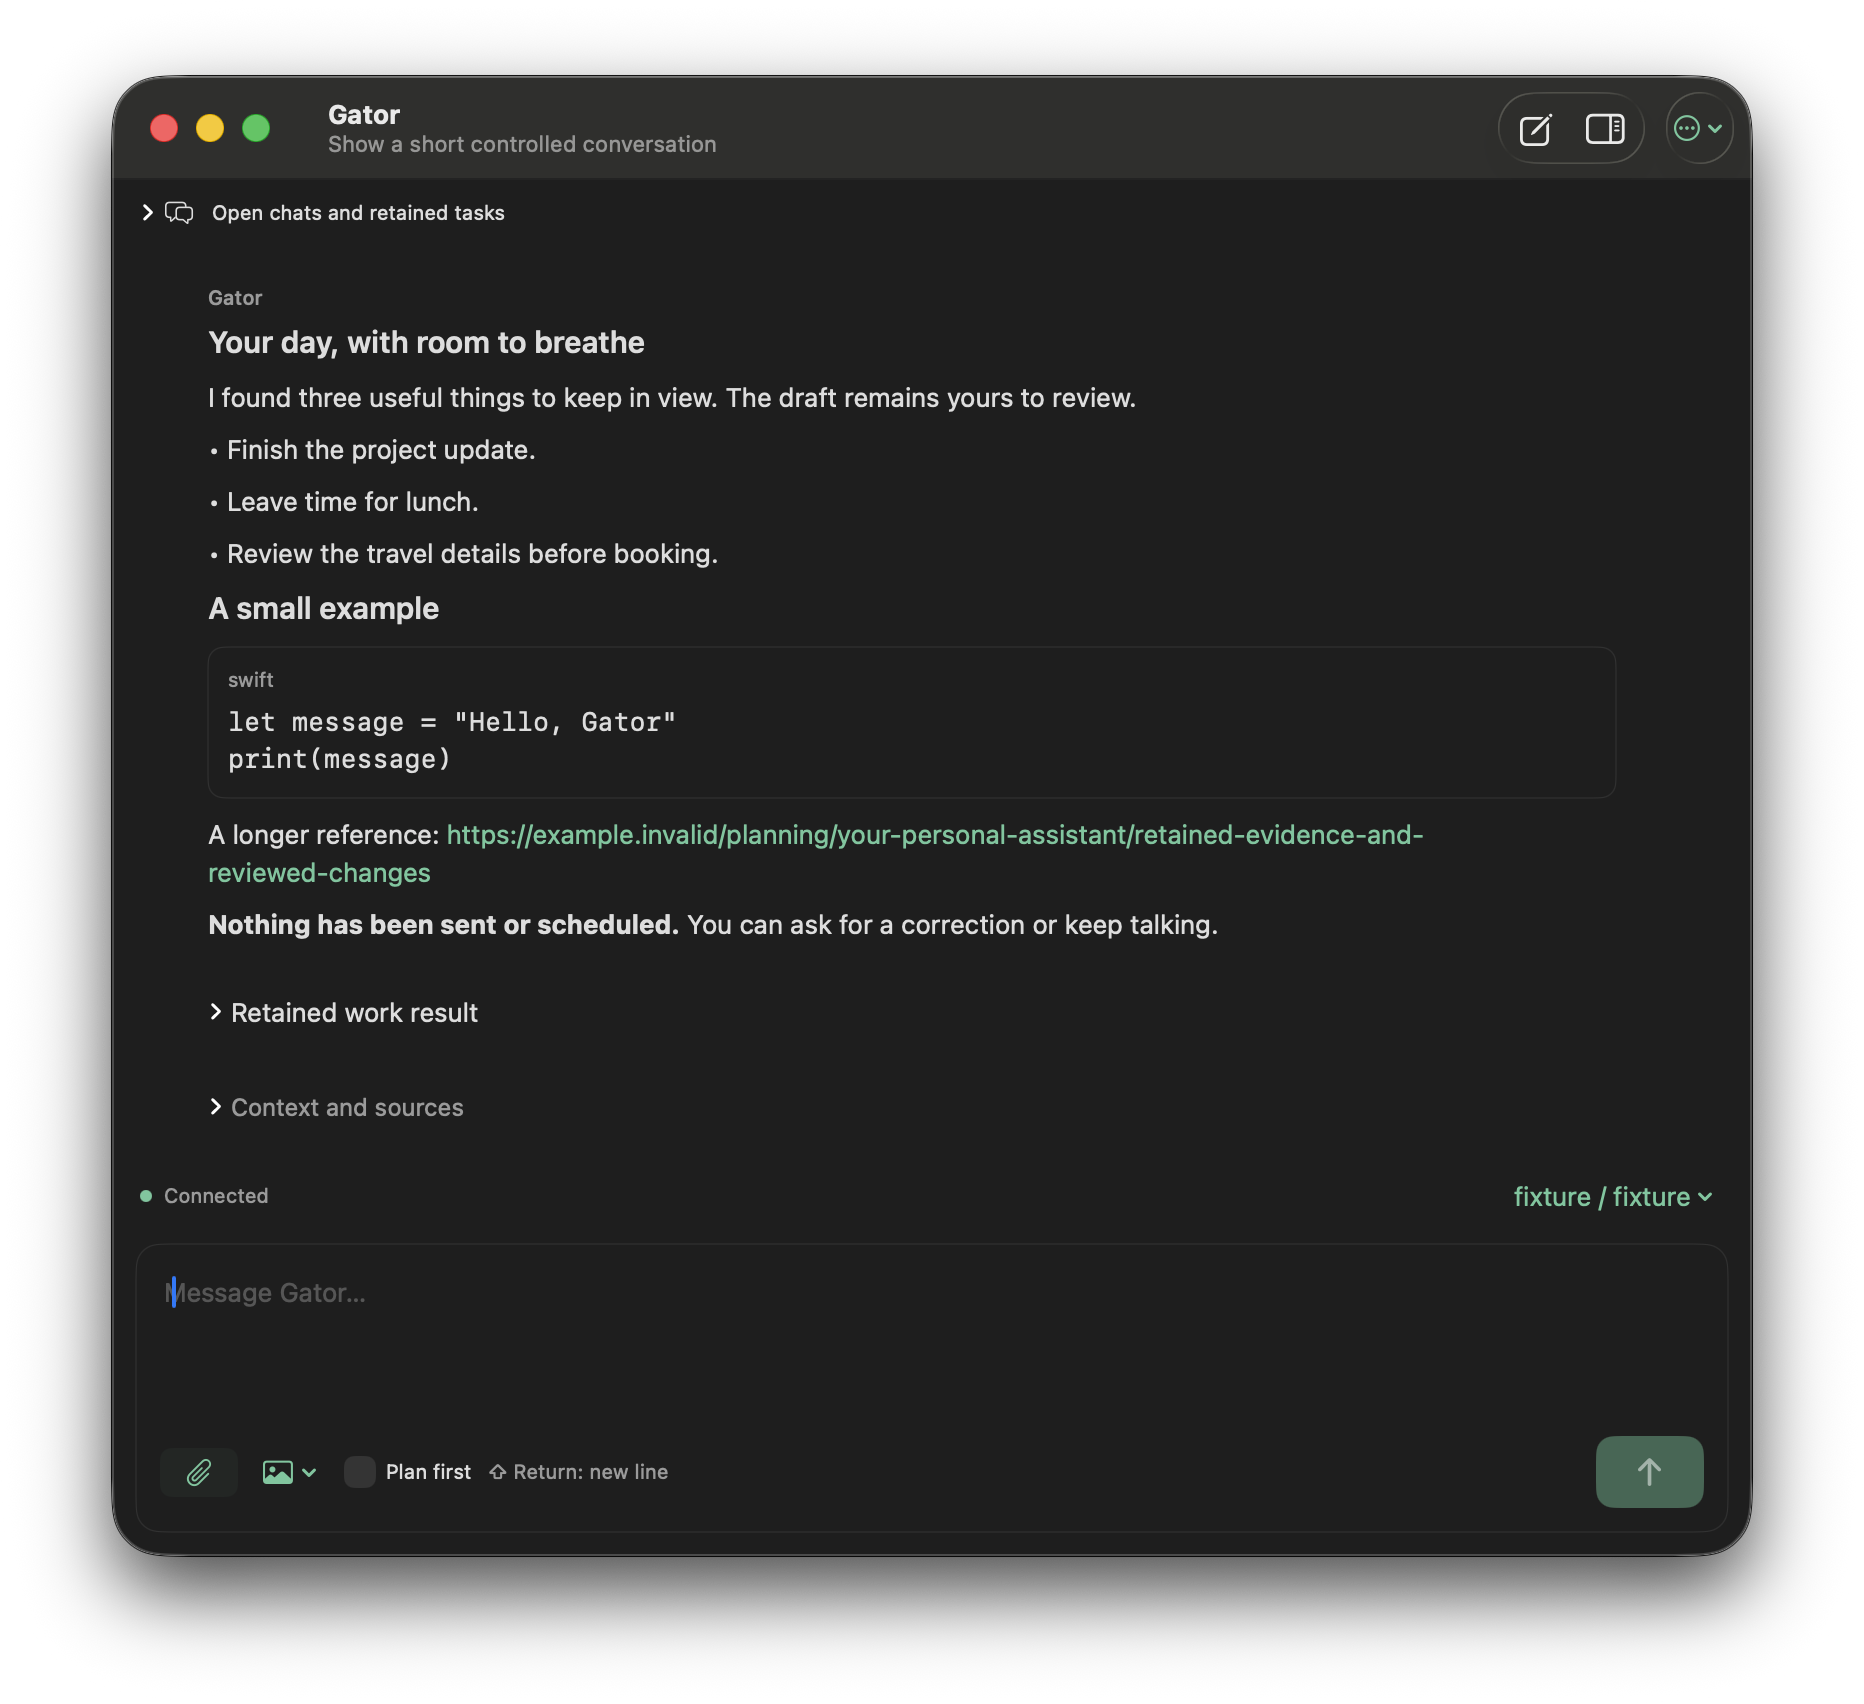 Gator
Show a short controlled conversation
Open chats and retained tasks
Gator
Your day, with room to breathe
I found three useful things to keep in view. The draft remains yours to review.
• Finish the project update.
• Leave time for lunch.
• Review the travel details before booking.
A small example
swift
let message = "Hello, Gator"
print(message)
A longer reference: https://example.invalid/planning/your-personal-assistant/retained-evidence-and-
reviewed-changes
Nothing has been sent or scheduled. You can ask for a correction or keep talking.
Retained work result
Context and sources
Connected
fixture / fixture
Message Gator...
Plan first
Return: new line